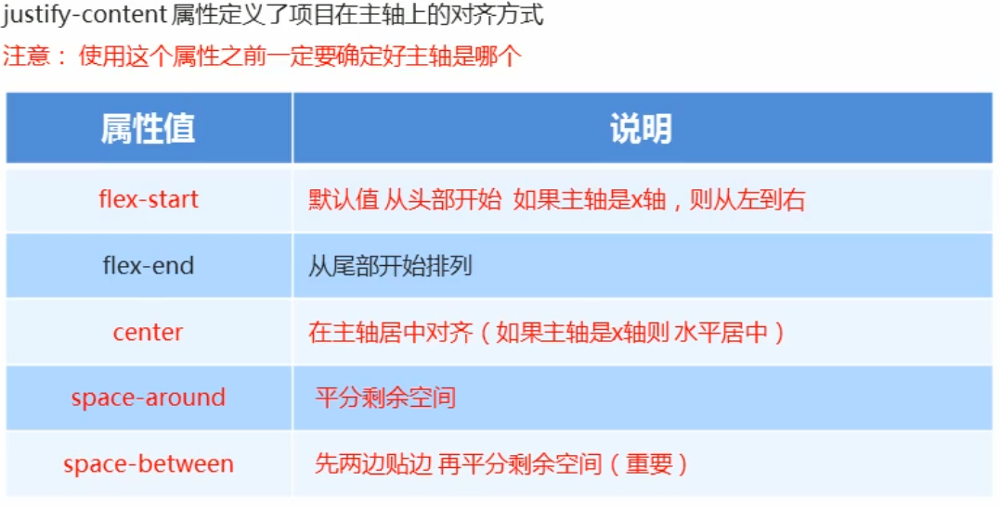 justify-content 属性定义了项目在主轴上的对齐方式
注意： 使用这个属性之前一定要确定好主轴是哪个
属性值 说明
flex-start 默认值 从头部开始 如果主轴是x轴，则从左到右
flex-end 从尾部开始排列
center 在主轴居中对齐（如果主轴是x轴则 水平居中）
space-around 平分剩余空间
space-between 先两边贴边 再平分剩余空间（重要）